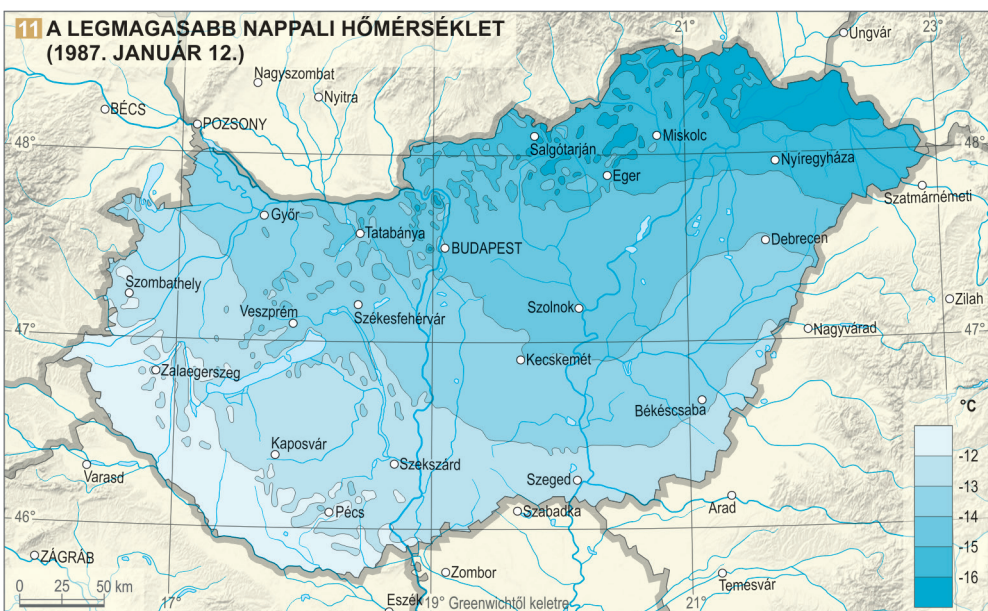 11 A LEGMAGASABB NAPPALI HŐMÉRSÉKLET
(1987. JANUÁR 12.)
21°
23°
Ungvár
Nagyszombat
Nyitra
BÉCS
POZSONY
48°
Salgótarján
Miskolc
48°
Nyíregyháza
Eger
Szatmárnémeti
Győr
Tatabánya
BUDAPEST
Debrecen
Szombathely
Veszprém
Székesfehérvár
Szolnok
Zilah
Nagyvárad
47°
47°
Zalaegerszeg
Kecskemét
Békéscsaba
°C
Kaposvár
Szekszárd
Szeged
Varasd
-12
-13
-14
-15
-16
46°
Pécs
Szabadka
Arad
ZÁGRÁB
Zombor
Temesvár
0 25 50 km
17°
Eszék
19° Greenwichtől keletre
21°